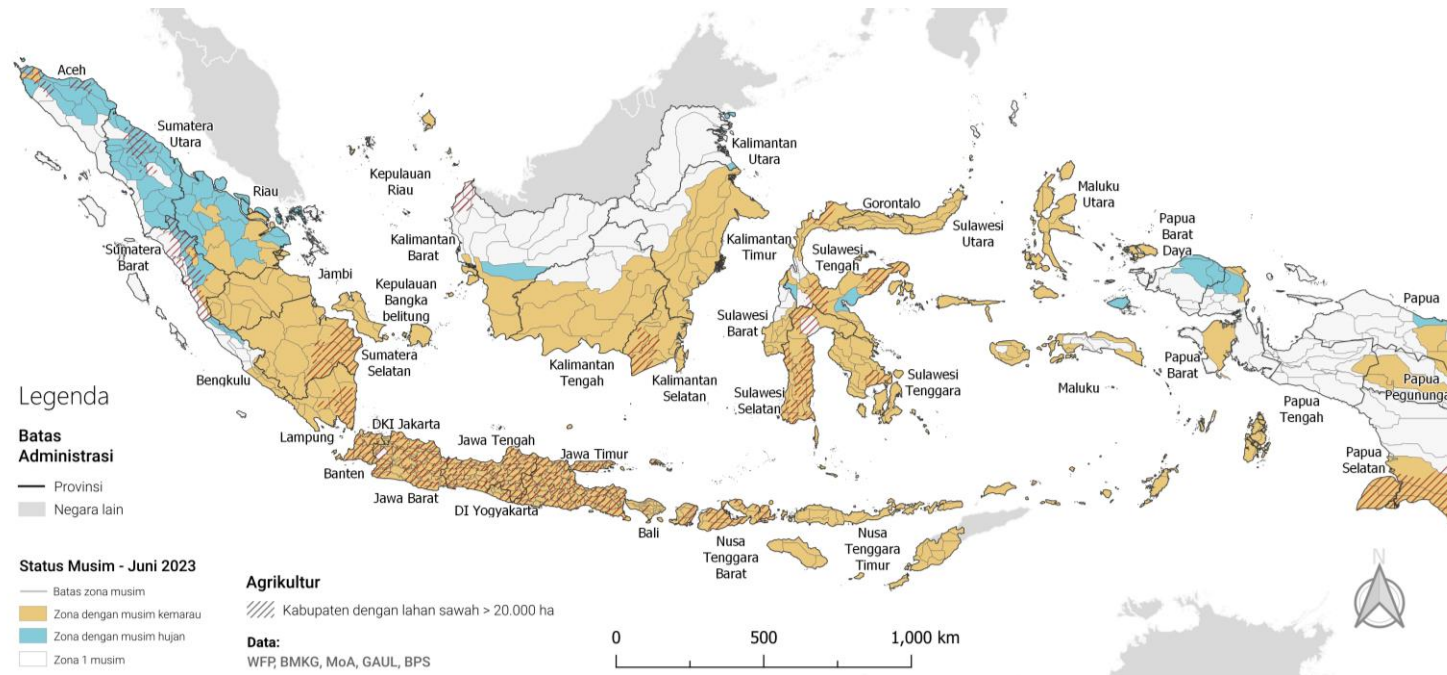 Aceh
Sumatera
Utara
Riau
Kepulauan
Riau
Sumatera
Barat
Jambi
Kepulauan
Bangka
belitung
Sumatera
Selatan
Bengkulu
Lampung
Kalimantan
Barat
Kalimantan
Utara
Kalimantan
Timur
Kalimantan
Tengah
Kalimantan
Selatan
Gorontalo
Sulawesi
Utara
Sulawesi
Tengah
Sulawesi
Barat
Sulawesi
Selatan
Sulawesi
Tenggara
Maluku
Utara
Maluku
Papua
Barat
Daya
Papua
Barat
Papua
Papua
Pegununga
Papua
Tengah
Papua
Selatan
DKI Jakarta
Banten
Jawa Barat
Jawa Tengah
DI Yogyakarta
Jawa Timur
Bali
Nusa
Tenggara
Barat
Nusa
Tenggara
Timur
Legenda
Batas
Administrasi
Provinsi
Negara lain
Status Musim - Juni 2023
Batas zona musim
Zona dengan musim kemarau
Zona dengan musim hujan
Zona 1 musim
Agrikultur
Kabupaten dengan lahan sawah > 20.000 ha
Data:
WFP, BMKG, MoA, GAUL, BPS
0 500 1,000 km
N